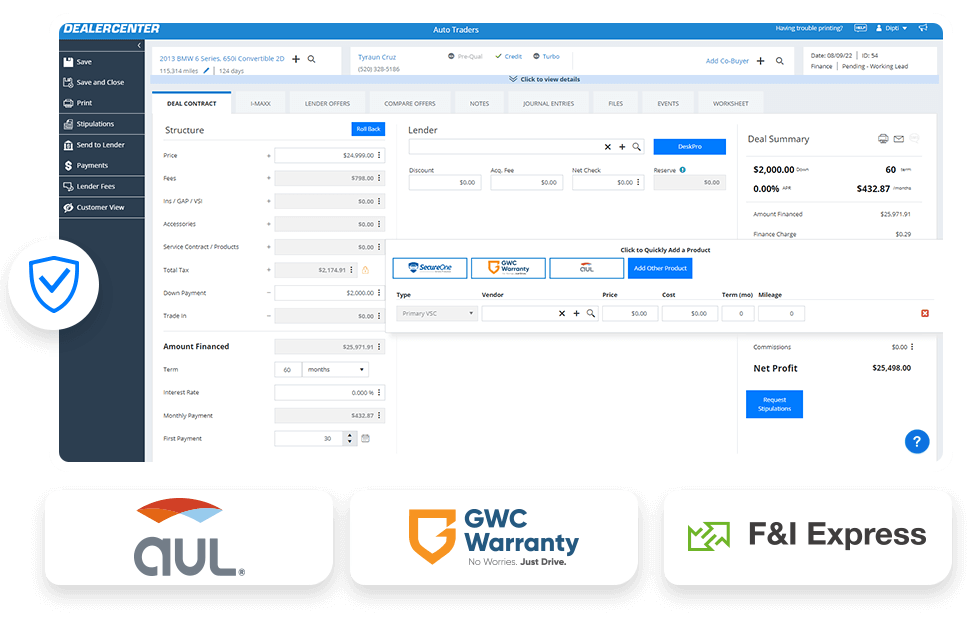 DEALERCENTER
Auto Traders
Having trouble printing? HELP Dipti
Save
Save and Close
Print
Stipulations
Send to Lender
Payments
Lender Fees
Customer View
2013 BMW 6 Series, 650i Convertible 2D
115,314 miles 124 days
Tyraun Cruz
(520) 328-5186
Pre-Qual Credit Turbo
Add Co-Buyer
Date: 08/09/22 ID: 54
Finance Pending - Working Lead
Click to view details
DEAL CONTRACT I-MAXX LENDER OFFERS COMPARE OFFERS NOTES JOURNAL ENTRIES FILES EVENTS WORKSHEET
Structure Roll Back
Price + $24,999.00
Fees + $798.00
Ins / GAP / VSI + $0.00
Accessories + $0.00
Service Contract / Products + $0.00
Total Tax + $2,174.91
Down Payment – $2,000.00
Trade In – $0.00
Amount Financed $25,971.91
Term 60 months
Interest Rate 0.000 %
Monthly Payment $432.87
First Payment 30
Lender
DeskPro
Discount Acq. Fee Net Check Reserve
$0.00 $0.00 $0.00 $0.00
Deal Summary
$2,000.00 Down 60 term
0.00% APR $432.87 /months
Amount Financed $25,971.91
Finance Charge $0.29
Click to Quickly Add a Product
SecureOne
GWC Warranty
aul
Add Other Product
Type Vendor Price Cost Term (mo) Mileage
Primary VSC $0.00 $0.00 0 0
Commissions $0.00
Net Profit $25,498.00
Request
Stipulations
?
aul®
GWC
Warranty
No Worries. Just Drive.
F&I Express